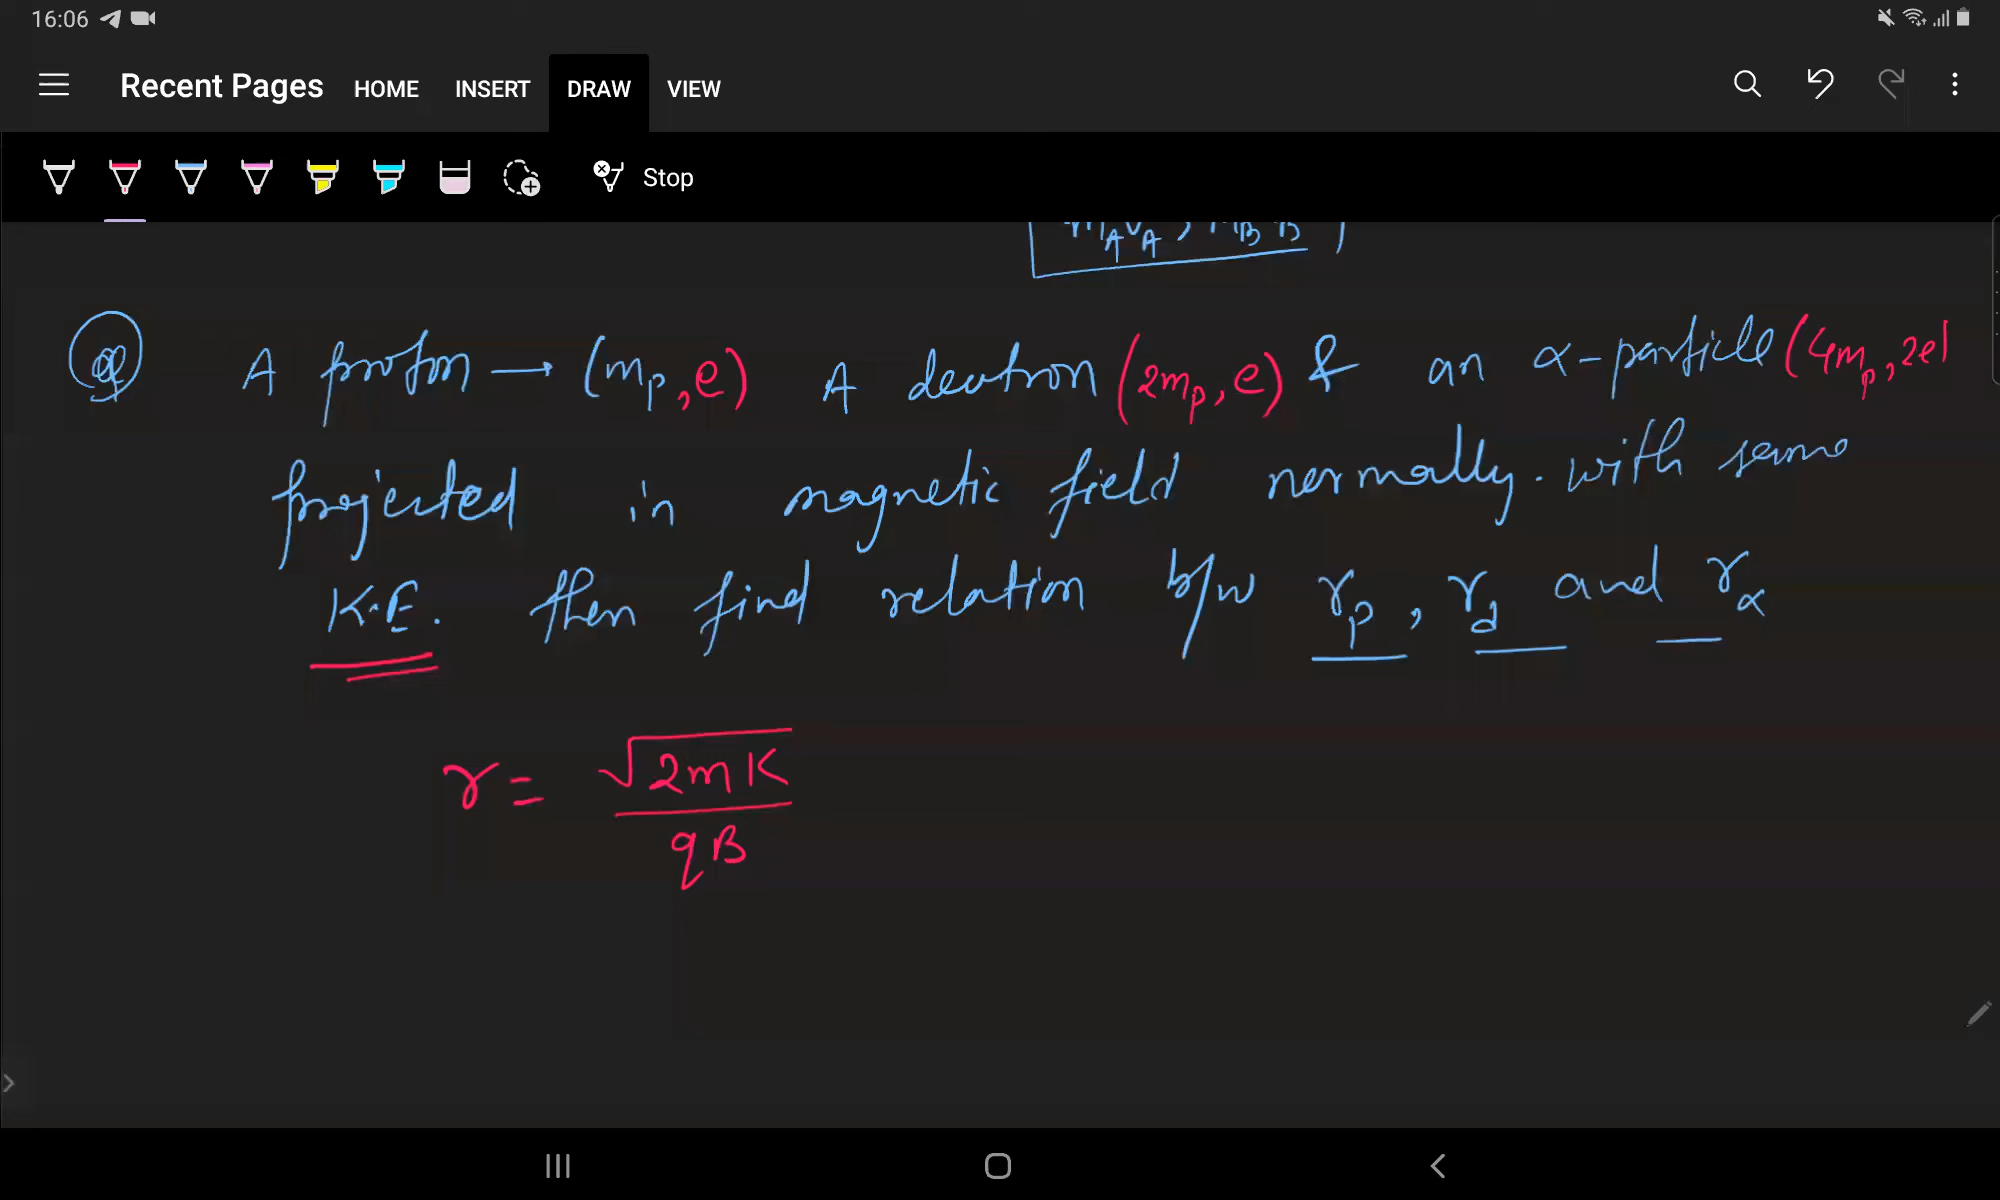 16:06
Recent Pages HOME INSERT DRAW VIEW
Stop
Q A proton → (mp, e) A deutron (2mp, e) & an α-particle (4mp, 2e)
projected in magnetic field normally. with same
K.E. then find relation b/w rp, rd and rα
r = √2mK
qB